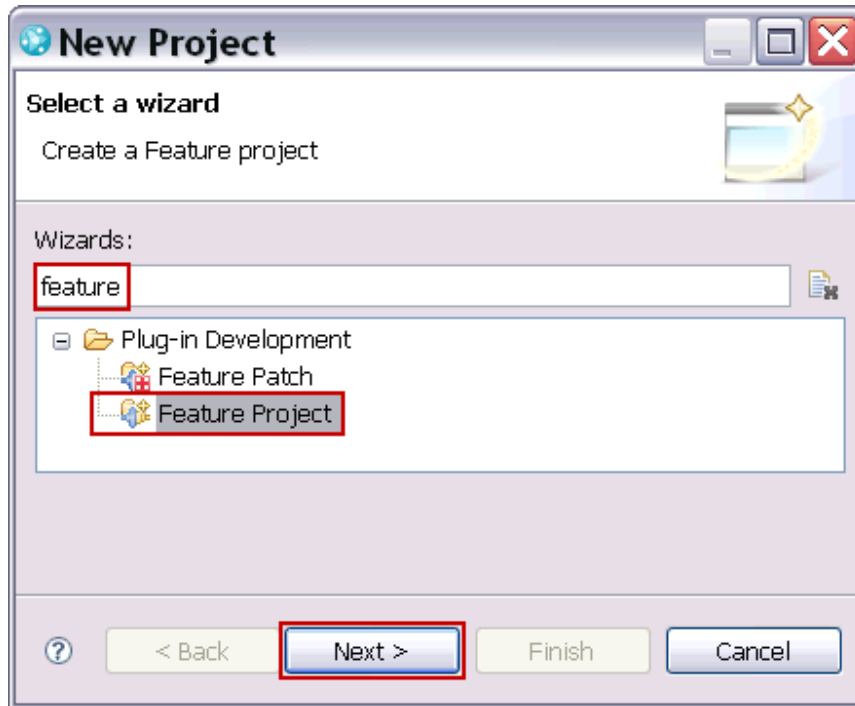 New Project
Select a wizard
Create a Feature project
Wizards:
feature
Plug-in Development
Feature Patch
Feature Project
? < Back Next > Finish Cancel